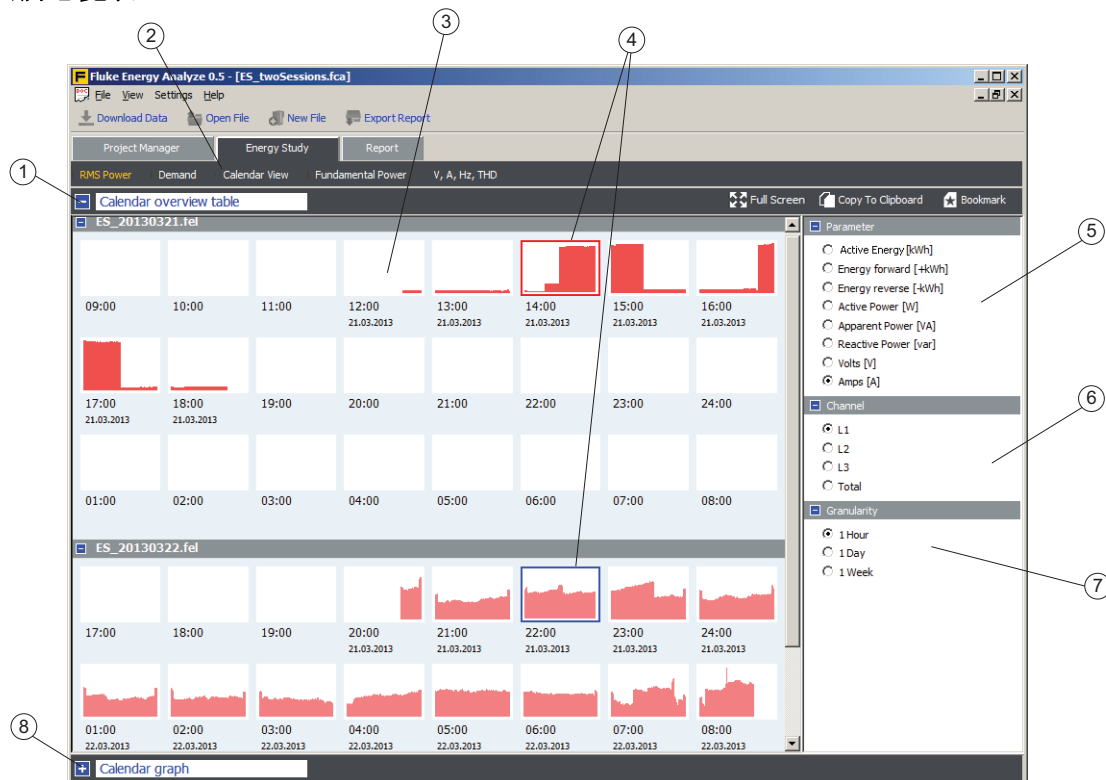 3
2
4
Fluke Energy Analyze 0.5 - [ES_twoSessions.fca]
File View Settings Help
Download Data Open File New File Export Report
Project Manager Energy Study Report
1
RMS Power Demand Calendar View Fundamental Power V, A, Hz, THD
Calendar overview table Full Screen Copy To Clipboard Bookmark
ES_20130321.fel
09:00 10:00 11:00 12:00 13:00 14:00 15:00 16:00
21.03.2013 21.03.2013 21.03.2013 21.03.2013 21.03.2013
17:00 18:00 19:00 20:00 21:00 22:00 23:00 24:00
21.03.2013 21.03.2013
01:00 02:00 03:00 04:00 05:00 06:00 07:00 08:00
ES_20130322.fel
17:00 18:00 19:00 20:00 21:00 22:00 23:00 24:00
21.03.2013 21.03.2013 21.03.2013 21.03.2013 21.03.2013
01:00 02:00 03:00 04:00 05:00 06:00 07:00 08:00
22.03.2013 22.03.2013 22.03.2013 22.03.2013 22.03.2013 22.03.2013 22.03.2013 22.03.2013
Parameter
5
Active Energy [kWh]
Energy forward [+kWh]
Energy reverse [-kWh]
Active Power [W]
Apparent Power [VA]
Reactive Power [var]
Volts [V]
Amps [A]
6
Channel
L1
L2
L3
Total
Granularity
1 Hour
1 Day
1 Week
7
8
Calendar graph